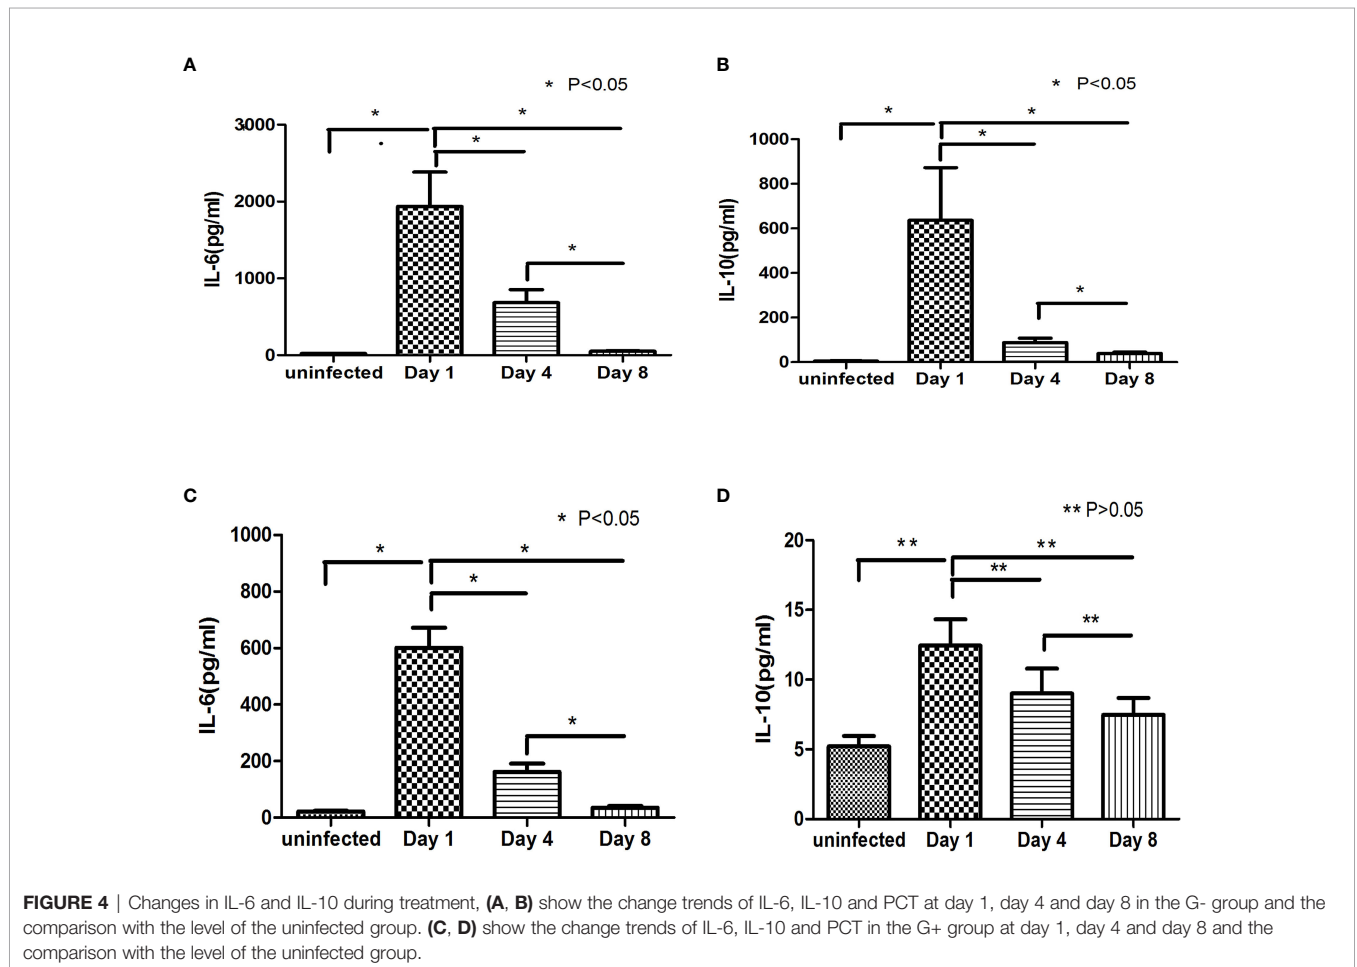 A
* P<0.05
* * *
3000
2000
1000
0
*
IL-6(pg/ml)
uninfected Day 1 Day 4 Day 8
B
* P<0.05
* * *
1000
800
600
400
200
0
*
IL-10(pg/ml)
uninfected Day 1 Day 4 Day 8
C
* P<0.05
* * *
1000
800
600
400
200
0
*
IL-6(pg/ml)
uninfected Day 1 Day 4 Day 8
D
** P>0.05
** ** **
20
15
10
5
0
**
IL-10(pg/ml)
uninfected Day 1 Day 4 Day 8
FIGURE 4 | Changes in IL-6 and IL-10 during treatment, (A, B) show the change trends of IL-6, IL-10 and PCT at day 1, day 4 and day 8 in the G- group and the
comparison with the level of the uninfected group. (C, D) show the change trends of IL-6, IL-10 and PCT in the G+ group at day 1, day 4 and day 8 and the
comparison with the level of the uninfected group.